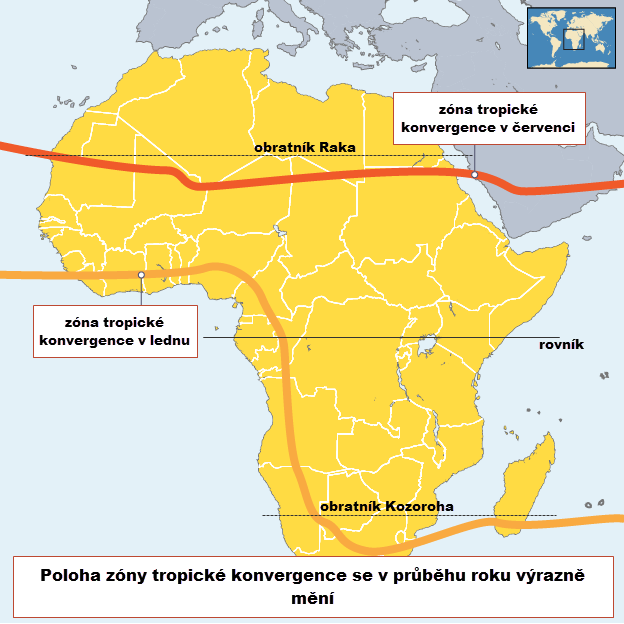 zóna tropické
konvergence v červenci
obratník Raka
zóna tropické
konvergence v lednu
rovník
obratník Kozoroha
Poloha zóny tropické konvergence se v průběhu roku výrazně
mění